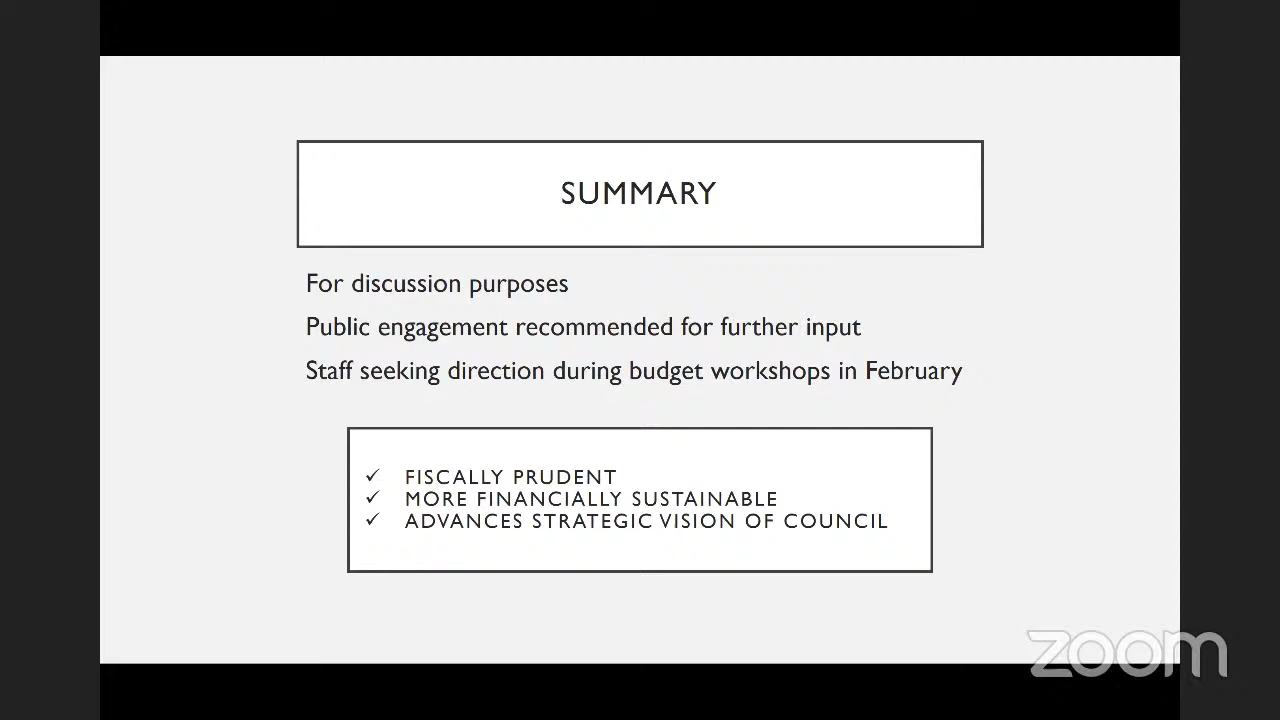 SUMMARY
For discussion purposes
Public engagement recommended for further input
Staff seeking direction during budget workshops in February
✓ FISCALLY PRUDENT
✓ MORE FINANCIALLY SUSTAINABLE
✓ ADVANCES STRATEGIC VISION OF COUNCIL
zoom